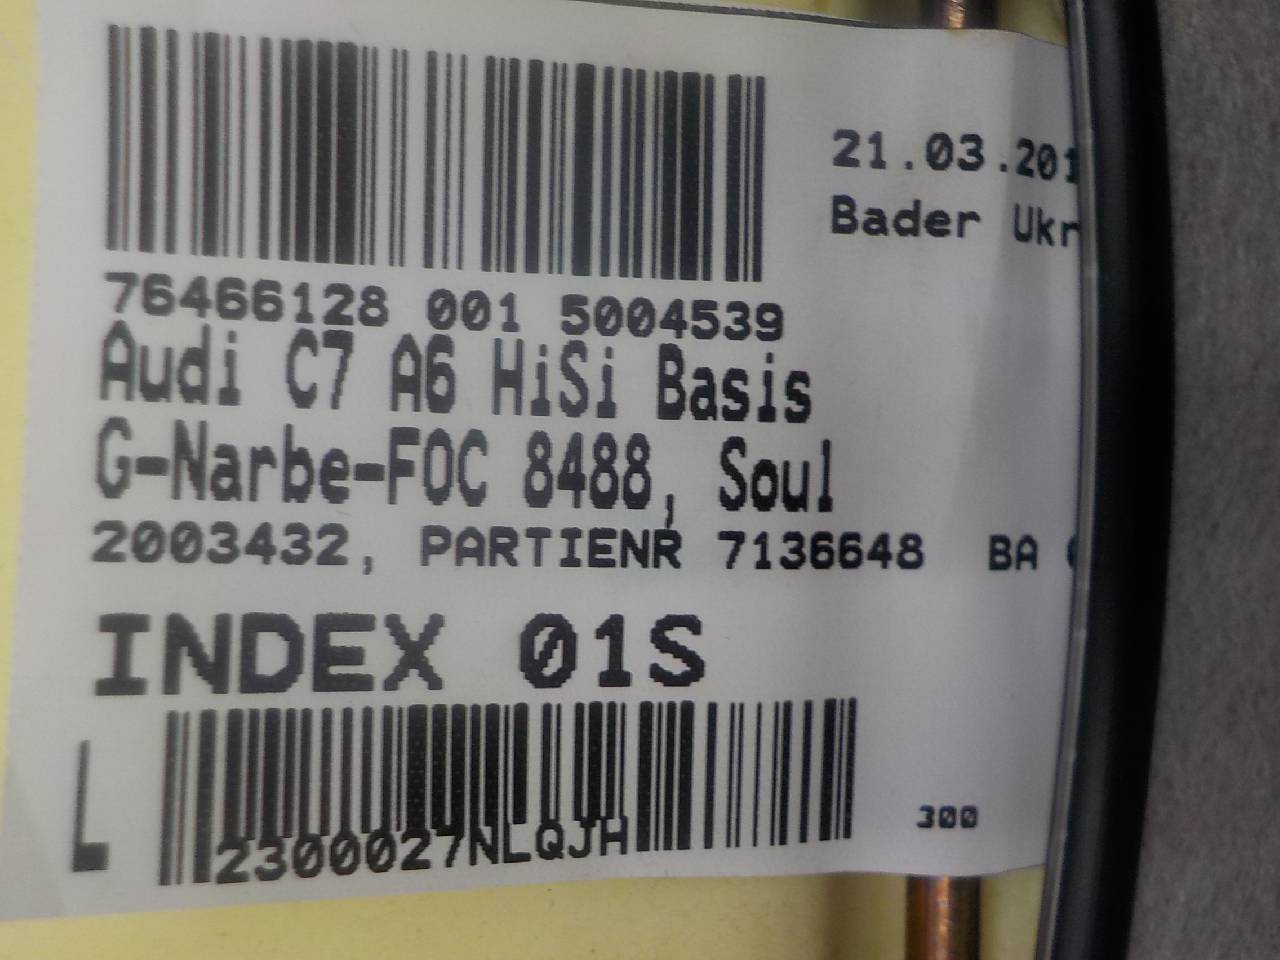 21.03.201
Bader Ukr
76466128 001 5004539
Audi C7 A6 HiSi Basis
G-Narbe-FOC 8488, Soul
2003432, PARTIENR 7136648 BA
INDEX 01S
L
2300027NLQJH
300